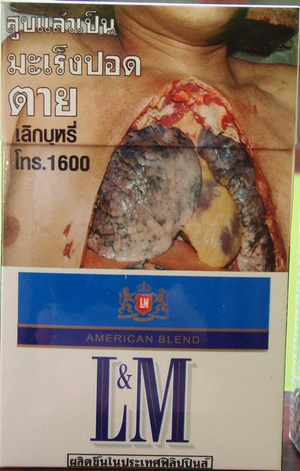 สูบแล้วเป็น
มะเร็งปอด
ตาย
เลิกบุหรี่
โทร.1600
LM
AMERICAN BLEND
L&M
ผลิตขึ้นในประเทศฟิลิปปินส์